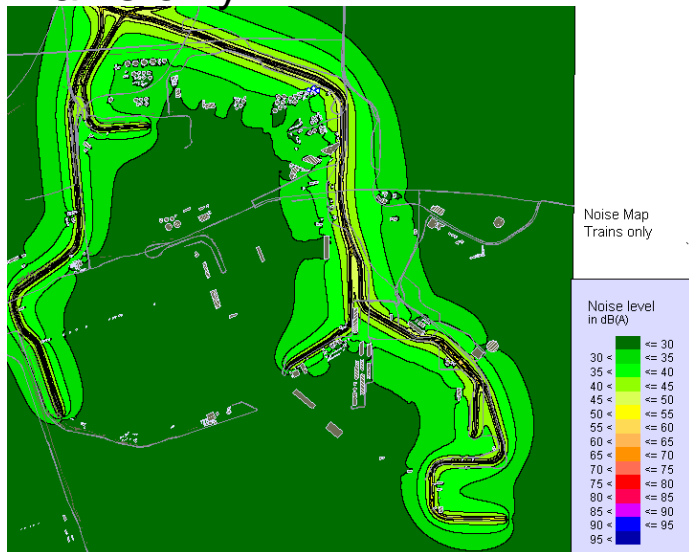 Noise Map
Trains only
Noise level
in dB(A)
<= 30
30 < <= 35
35 < <= 40
40 < <= 45
45 < <= 50
50 < <= 55
55 < <= 60
60 < <= 65
65 < <= 70
70 < <= 75
75 < <= 80
80 < <= 85
85 < <= 90
90 < <= 95
95 <